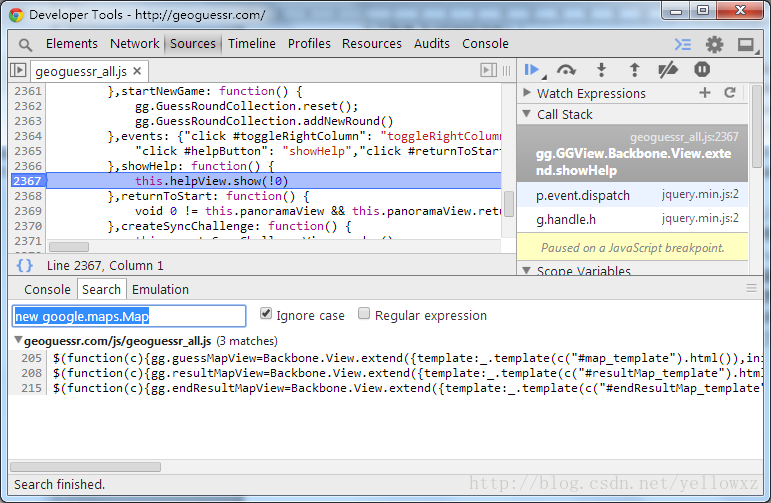 Developer Tools - http://geoguessr.com/
Elements Network Sources Timeline Profiles Resources Audits Console
geoguessr_all.js ×
2361 },startNewGame: function() {
2362 gg.GuessRoundCollection.reset();
2363 gg.GuessRoundCollection.addNewRound()
2364 },events: {"click #toggleRightColumn": "toggleRightColumn
2365 "click #helpButton": "showHelp","click #returnToStart
2366 },showHelp: function() {
2367 this.helpView.show(!0)
2368 },returnToStart: function() {
2369 void 0 != this.panoramaView && this.panoramaView.retu
2370 },createSyncChallenge: function() {
2371
{} Line 2367, Column 1
Watch Expressions
Call Stack
geoguessr_all.js:2367
gg.GGView.Backbone.View.exte
nd.showHelp
p.event.dispatch jquery.min.js:2
g.handle.h jquery.min.js:2
Paused on a JavaScript breakpoint.
Scope Variables
Console Search Emulation
new google.maps.Map Ignore case Regular expression
geoguessr.com/js/geoguessr_all.js (3 matches)
205 $(function(c){gg.guessMapView=Backbone.View.extend({template:_.template(c("#map_template").html()),ini
208 $(function(c){gg.resultMapView=Backbone.View.extend({template:_.template(c("#resultMap_template").html
215 $(function(c){gg.endResultMapView=Backbone.View.extend({template:_.template(c("#endResultMap_template"
Search finished.
http://blog.csdn.net/yellowxz